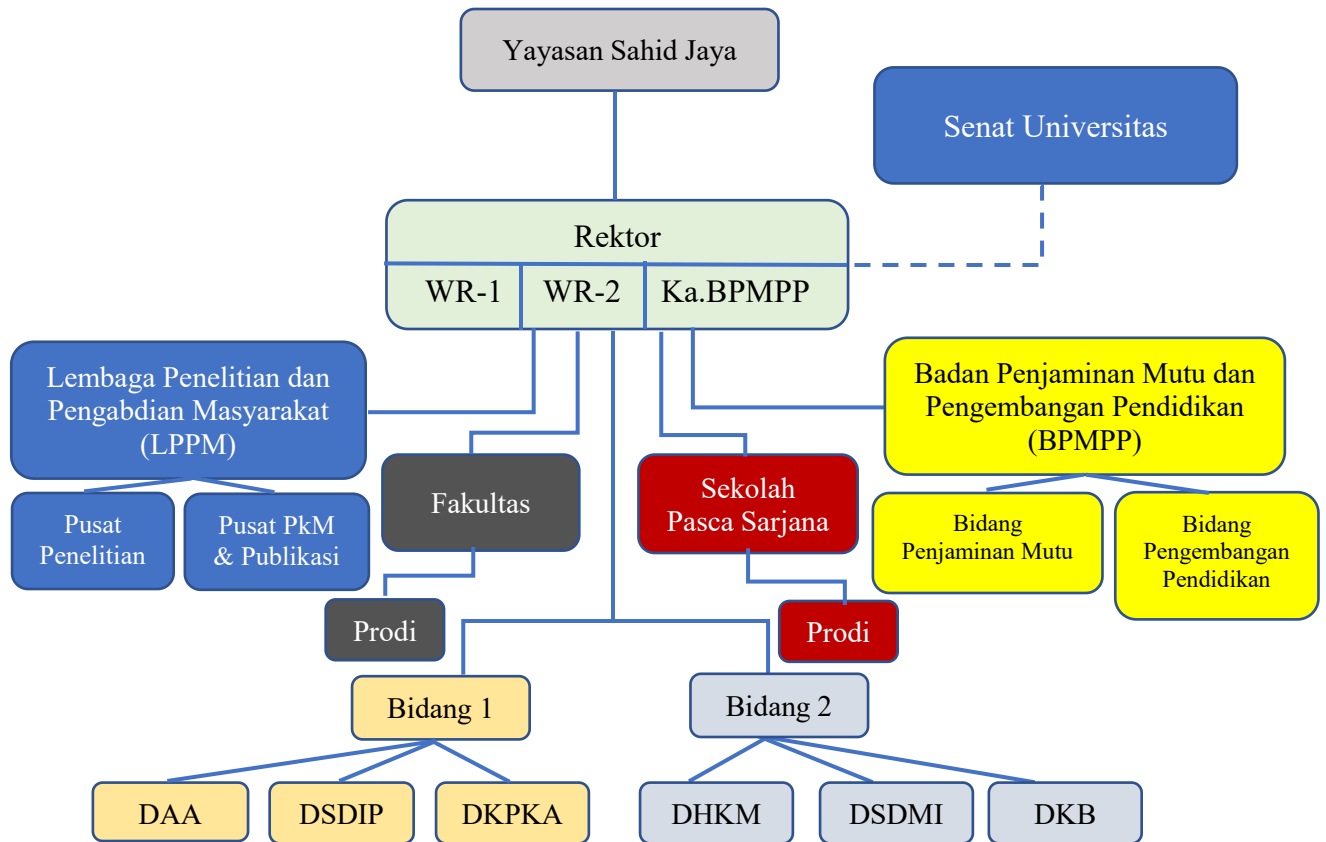 Yayasan Sahid Jaya
Senat Universitas
Rektor
WR-1
WR-2
Ka.BPMPP
Lembaga Penelitian dan
Pengabdian Masyarakat
(LPPM)
Badan Penjaminan Mutu dan
Pengembangan Pendidikan
(BPMPP)
Fakultas
Sekolah
Pasca Sarjana
Pusat
Penelitian
Pusat PkM
& Publikasi
Bidang
Penjaminan Mutu
Bidang
Pengembangan
Pendidikan
Prodi
Prodi
Bidang 1
Bidang 2
DAA
DSDIP
DKPKA
DHKM
DSDMI
DKB